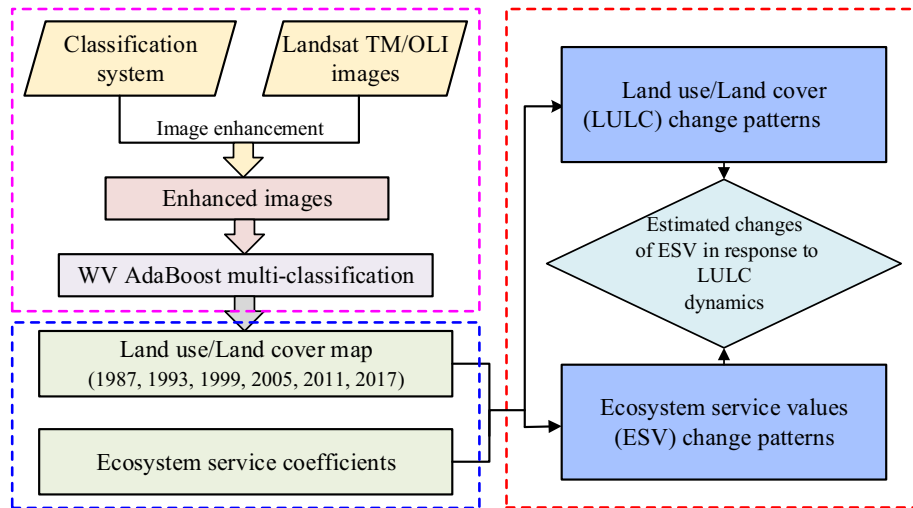 Classification
system
Landsat TM/OLI
images
Image enhancement
Enhanced images
WV AdaBoost multi-classification
Land use/Land cover map
(1987, 1993, 1999, 2005, 2011, 2017)
Ecosystem service coefficients
Land use/Land cover
(LULC) change patterns
Estimated changes
of ESV in response to
LULC
dynamics
Ecosystem service values
(ESV) change patterns